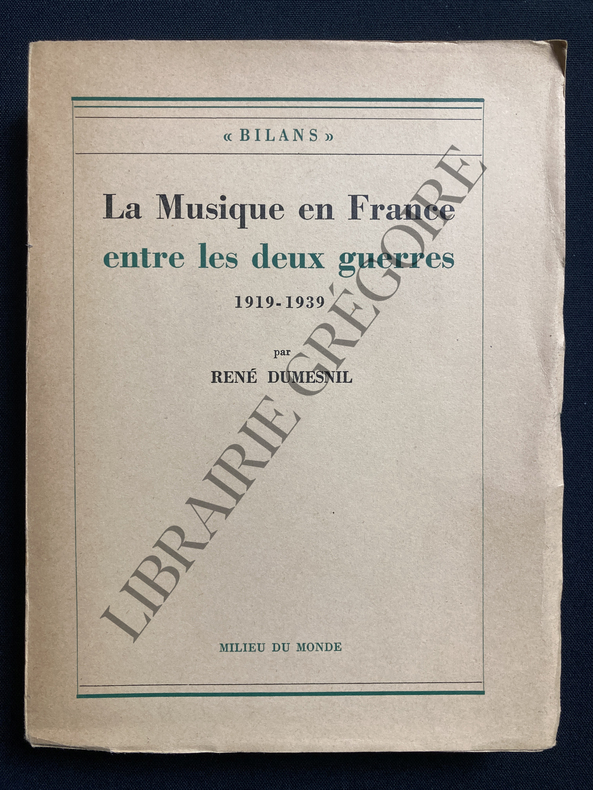 « BILANS »
La Musique en France
entre les deux guerres
1919-1939
par
RENÉ DUMESNIL
MILIEU DU MONDE
LIBRAIRIE GRÉGOIRE